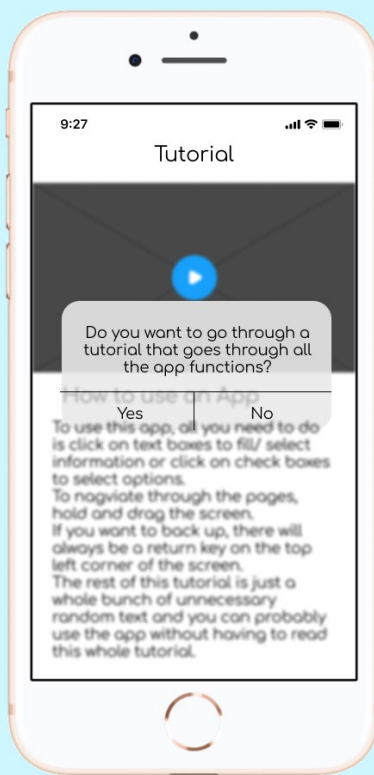 9:27
Tutorial
Do you want to go through a
tutorial that goes through all
the app functions?
How to use an App
Yes
No
To use this app, all you need to do
is click on text boxes to fill/ select
information or click on check boxes
to select options.
To nagviate through the pages,
hold and drag the screen.
If you want to back up, there will
always be a return key on the top
left corner of the screen.
The rest of this tutorial is just a
whole bunch of unnecessary
random text and you can probably
use the app without having to read
this whole tutorial.